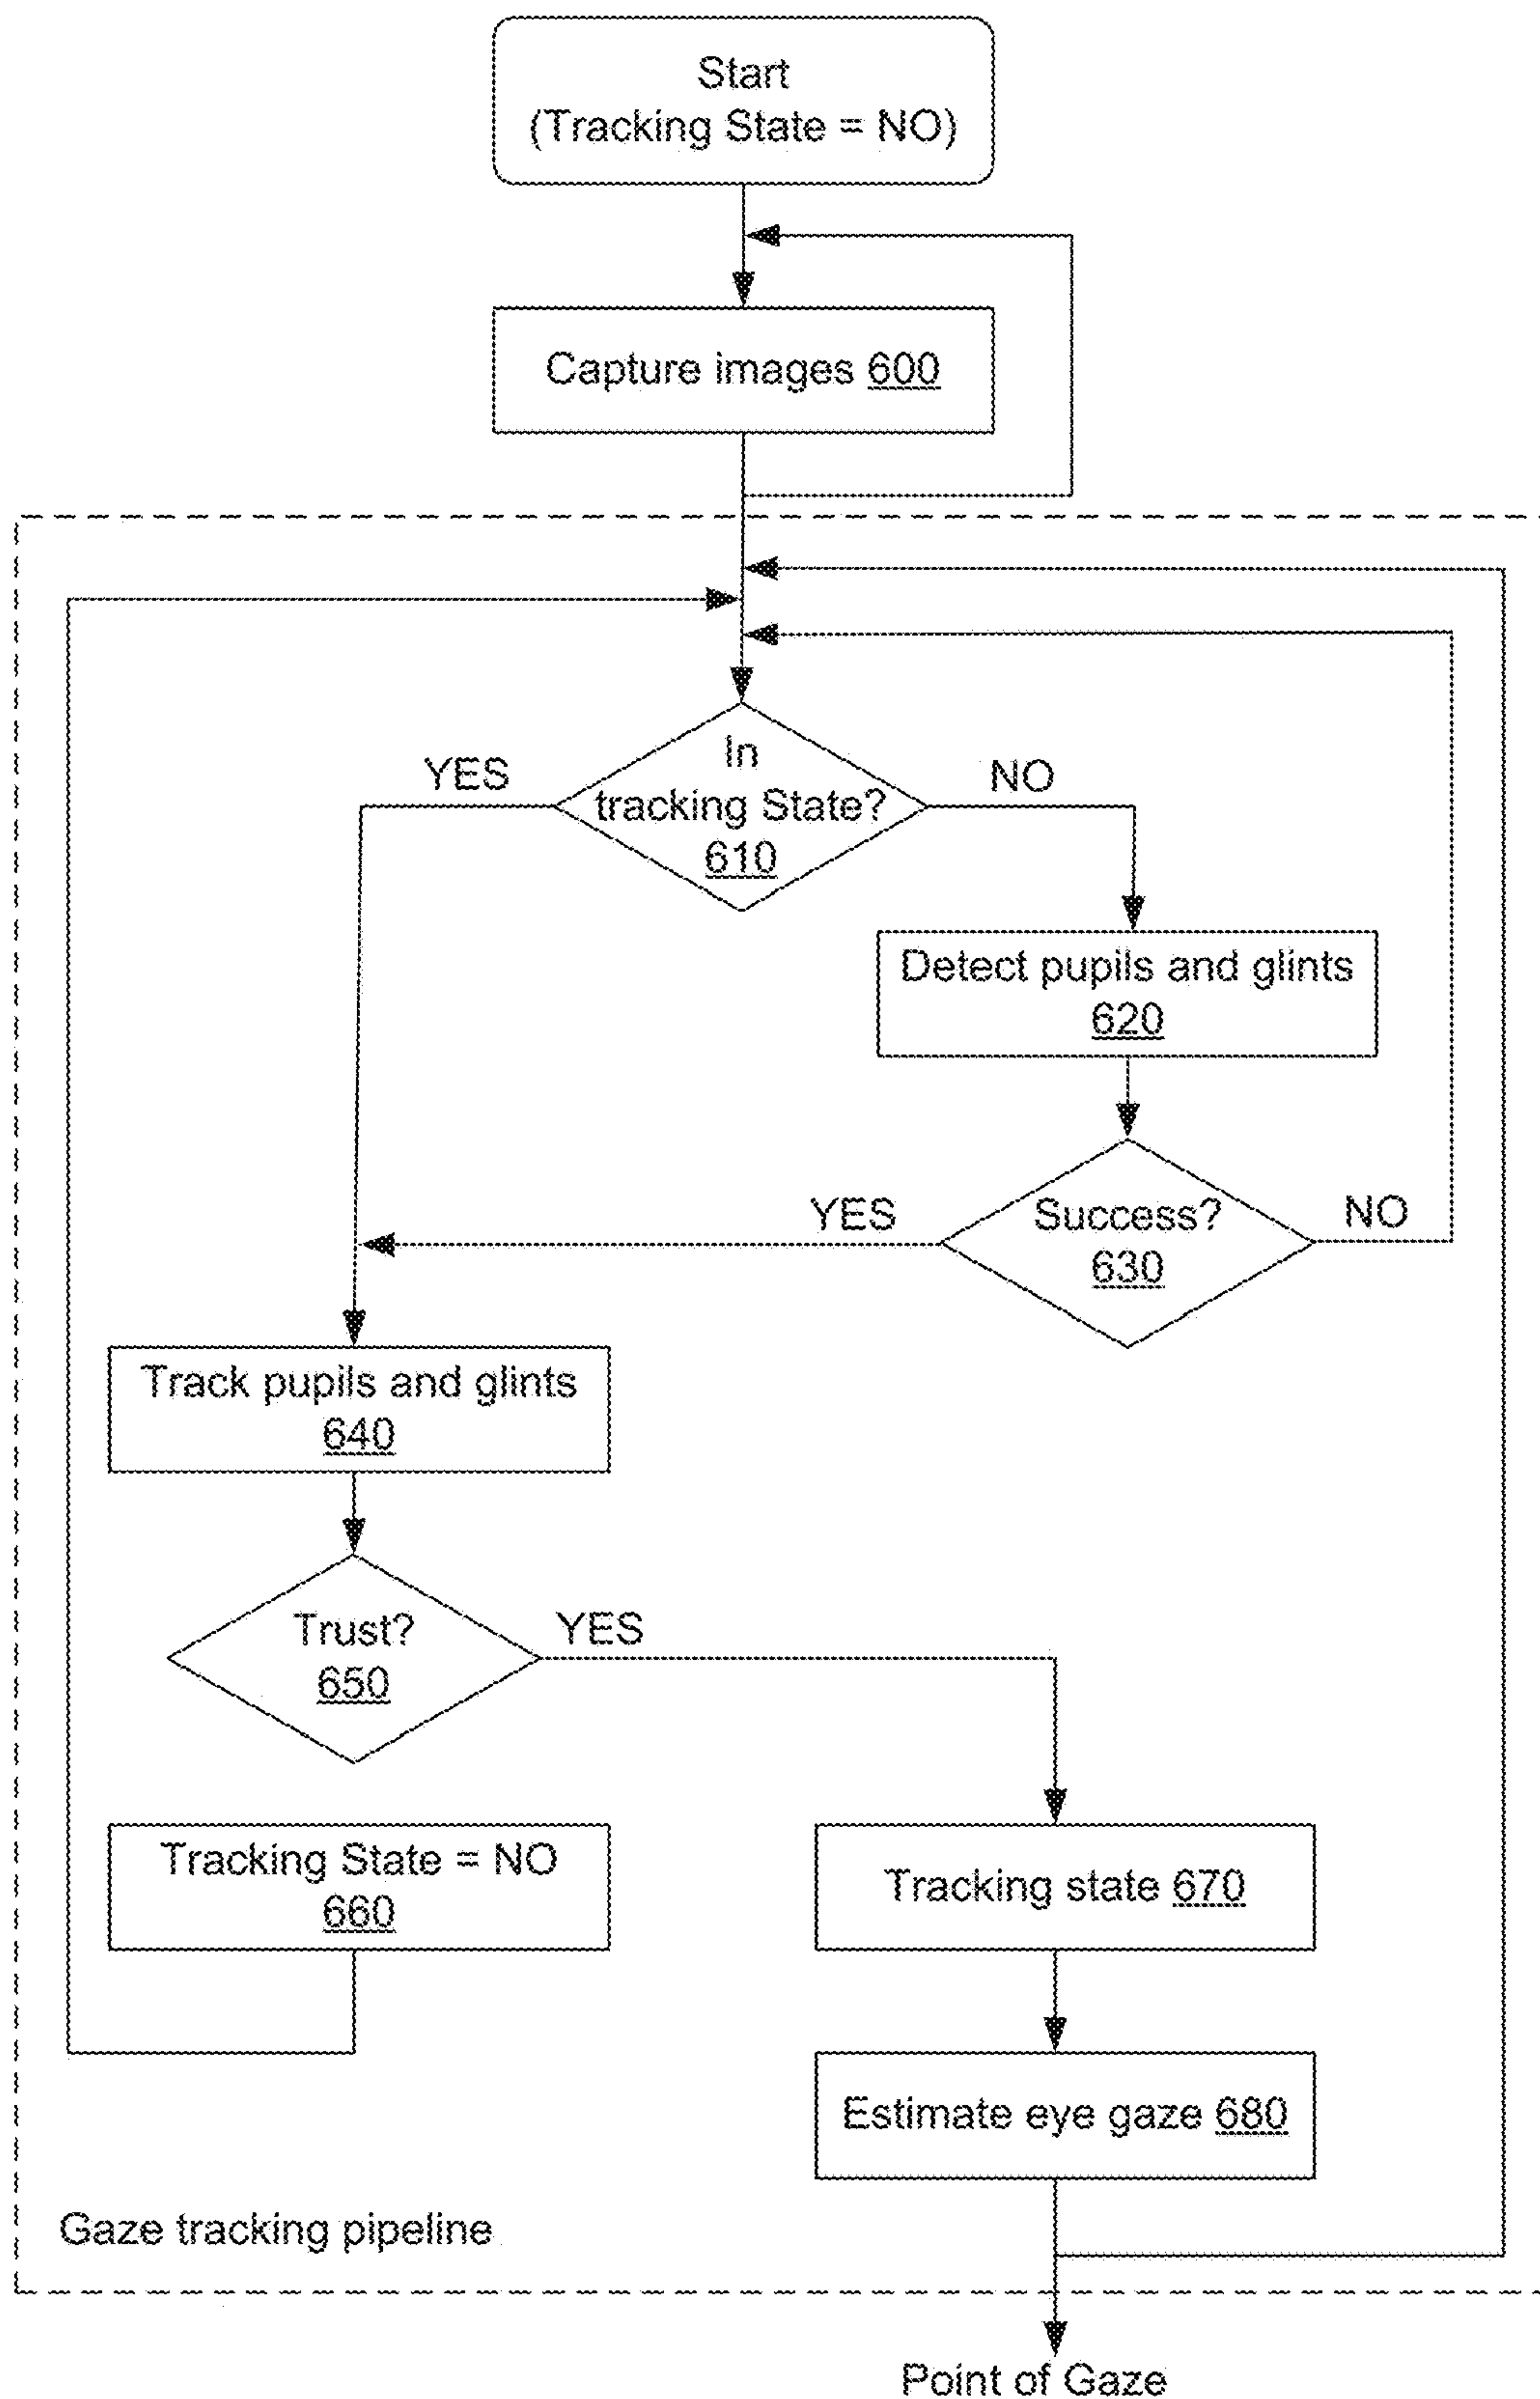 Start
(Tracking State = NO)
Capture images 600
In
tracking State?
610
YES
NO
Detect pupils and glints
620
Success?
630
YES
NO
Track pupils and glints
640
Trust?
650
YES
Tracking State = NO
660
Tracking state 670
Estimate eye gaze 680
Gaze tracking pipeline
Point of Gaze